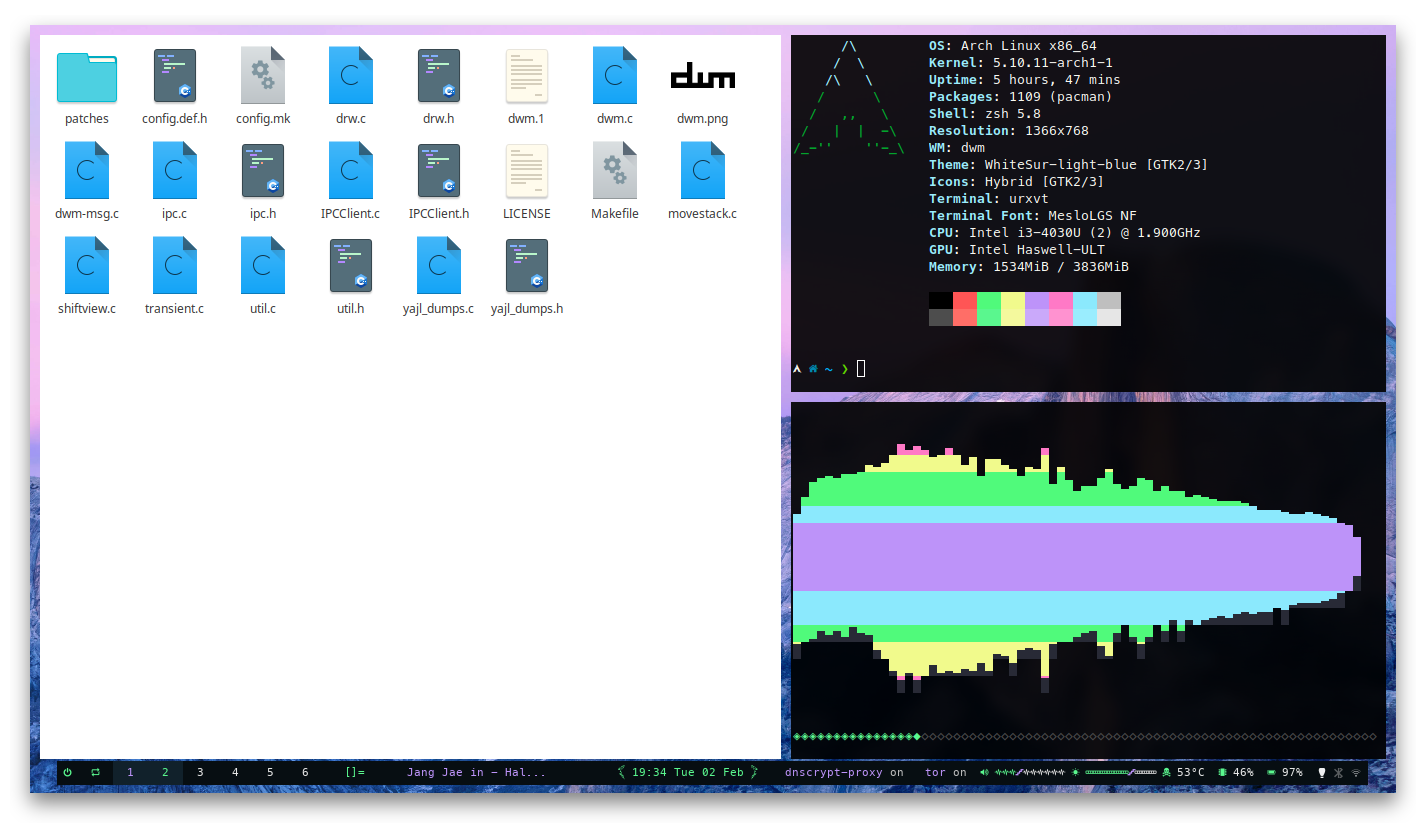 patches config.def.h config.mk drw.c drw.h dwm.1 dwm.c dwm.png
dwm
dwm-msg.c ipc.c ipc.h IPCClient.c IPCClient.h LICENSE Makefile movestack.c
shiftview.c transient.c util.c util.h yajl_dumps.c yajl_dumps.h
OS: Arch Linux x86_64
Kernel: 5.10.11-arch1-1
Uptime: 5 hours, 47 mins
Packages: 1109 (pacman)
Shell: zsh 5.8
Resolution: 1366x768
WM: dwm
Theme: WhiteSur-light-blue [GTK2/3]
Icons: Hybrid [GTK2/3]
Terminal: urxvt
Terminal Font: MesloLGS NF
CPU: Intel i3-4030U (2) @ 1.900GHz
GPU: Intel Haswell-ULT
Memory: 1534MiB / 3836MiB
~ ❯
1 2 3 4 5 6 []= Jang Jae in - Hal... 19:34 Tue 02 Feb dnscrypt-proxy on tor on 53°C 46% 97%